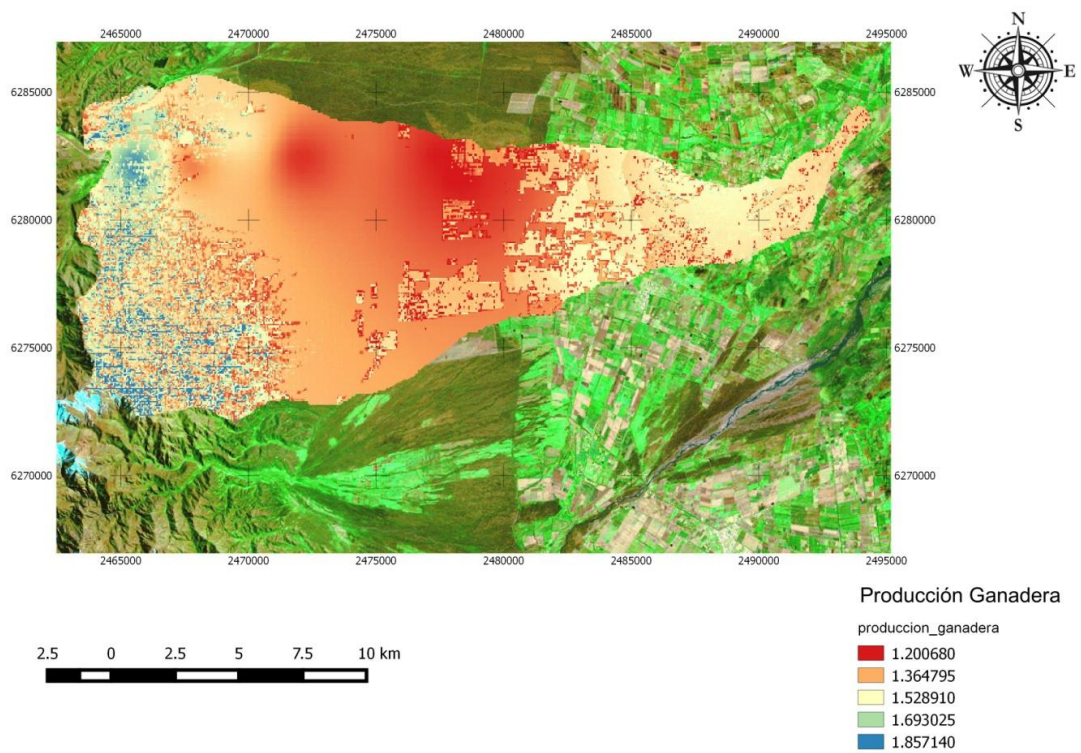 N
W E
S
2465000 2470000 2475000 2480000 2485000 2490000 2495000
6285000 6285000
6280000 6280000
6275000 6275000
6270000 6270000
2465000 2470000 2475000 2480000 2485000 2490000 2495000
Producción Ganadera
produccion_ganadera
2.5 0 2.5 5 7.5 10 km
1.200680
1.364795
1.528910
1.693025
1.857140